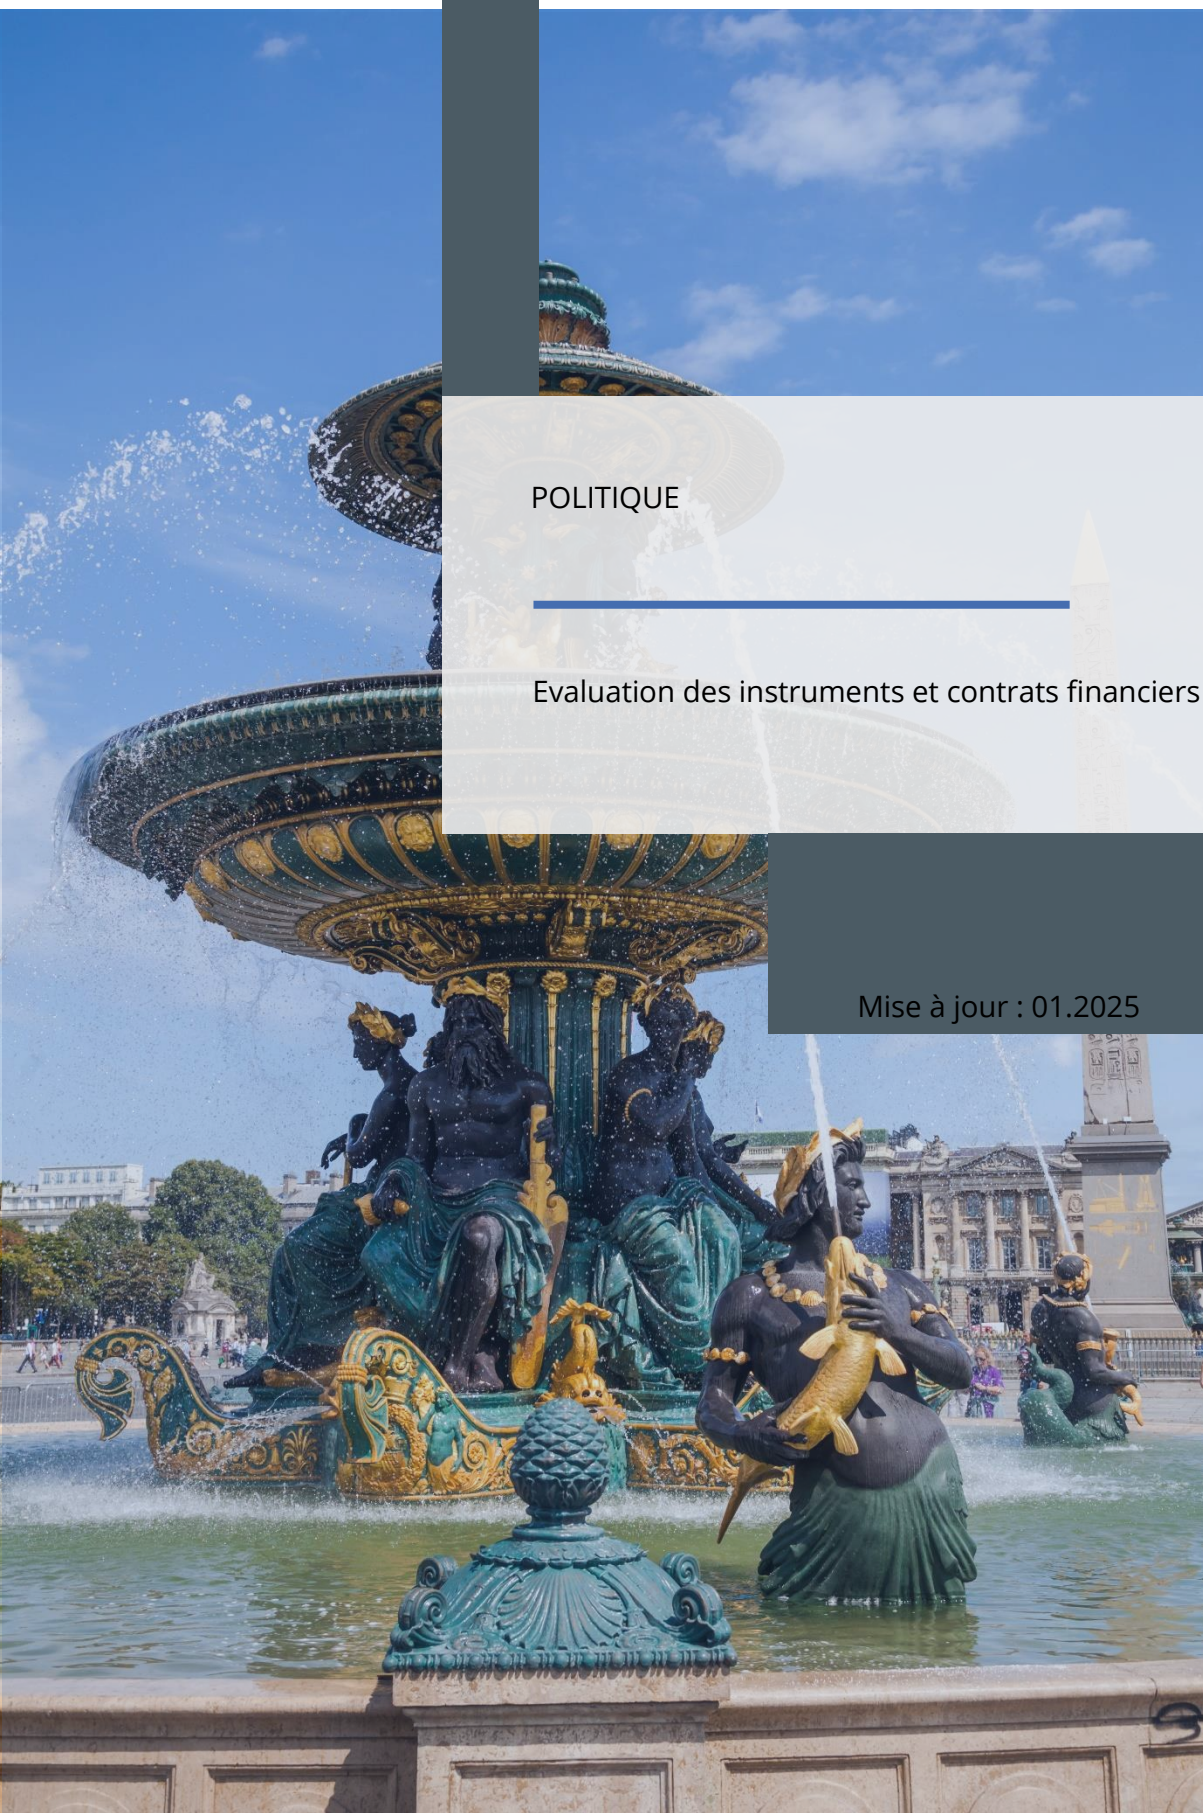 POLITIQUE
Evaluation des instruments et contrats financiers
Mise à jour : 01.2025